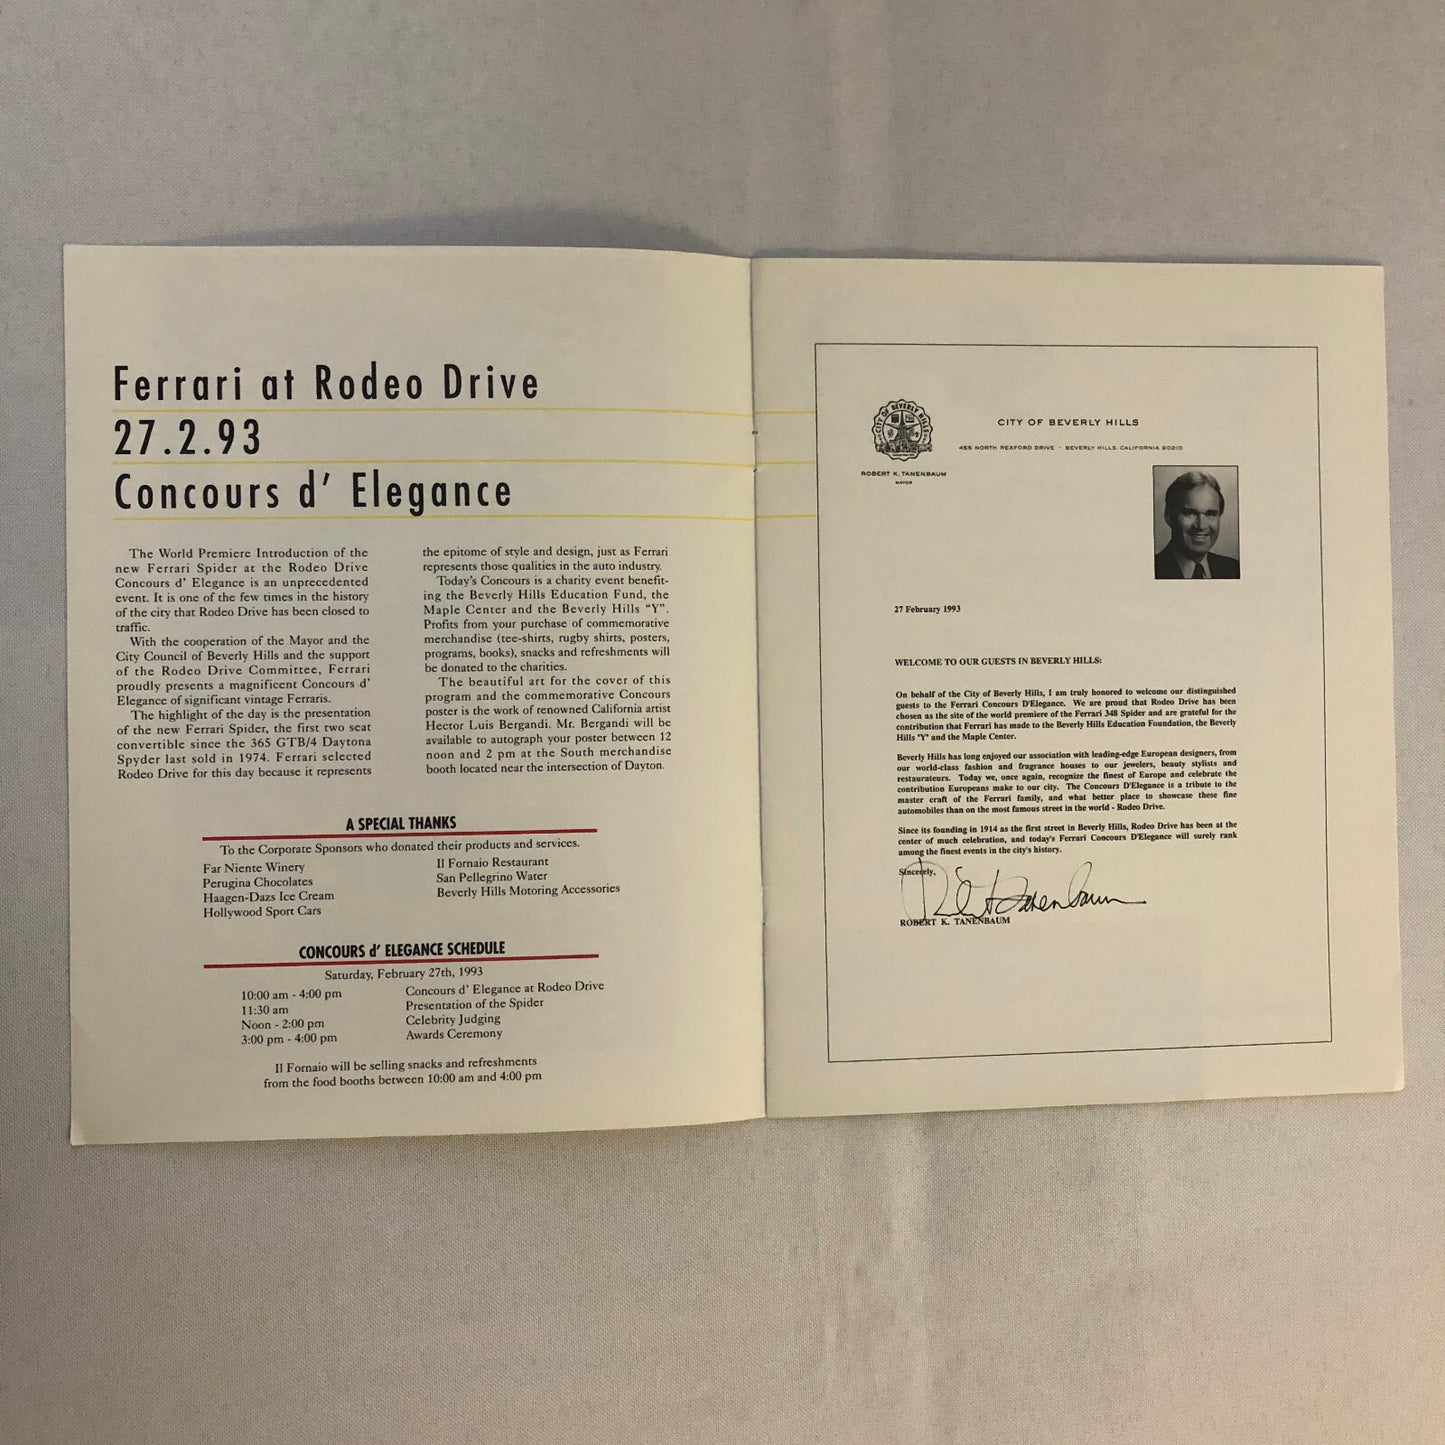 Ferrari at Rodeo Drive
27.2.93
Concours d' Elegance
The World Premiere Introduction of the
new Ferrari Spider at the Rodeo Drive
Concours d' Elegance is an unprecedented
event. It is one of the few times in the history
of the city that Rodeo Drive has been closed to
traffic.
With the cooperation of the Mayor and the
City Council of Beverly Hills and the support
of the Rodeo Drive Committee, Ferrari
proudly presents a magnificent Concours d'
Elegance of significant vintage Ferraris.
The highlight of the day is the presentation
of the new Ferrari Spider, the first two seat
convertible since the 365 GTB/4 Daytona
Spyder last sold in 1974. Ferrari selected
Rodeo Drive for this day because it represents
the epitome of style and design, just as Ferrari
represents those qualities in the auto industry.
Today's Concours is a charity event benefit-
ing the Beverly Hills Education Fund, the
Maple Center and the Beverly Hills "Y".
Profits from your purchase of commemorative
merchandise (tee-shirts, rugby shirts, posters,
programs, books), snacks and refreshments will
be donated to the charities.
The beautiful art for the cover of this
program and the commemorative Concours
poster is the work of renowned California artist
Hector Luis Bergandi. Mr. Bergandi will be
available to autograph your poster between 12
noon and 2 pm at the South merchandise
booth located near the intersection of Dayton.
A SPECIAL THANKS
To the Corporate Sponsors who donated their products and services.
Far Niente Winery
Perugina Chocolates
Haagen-Dazs Ice Cream
Hollywood Sport Cars
Il Fornaio Restaurant
San Pellegrino Water
Beverly Hills Motoring Accessories
CONCOURS d' ELEGANCE SCHEDULE
Saturday, February 27th, 1993
10:00 am - 4:00 pm Concours d' Elegance at Rodeo Drive
11:30 am Presentation of the Spider
Noon - 2:00 pm Celebrity Judging
3:00 pm - 4:00 pm Awards Ceremony
Il Fornaio will be selling snacks and refreshments
from the food booths between 10:00 am and 4:00 pm
CITY OF BEVERLY HILLS
CITY OF BEVERLY HILLS
455 NORTH REXFORD DRIVE · BEVERLY HILLS, CALIFORNIA 90210
ROBERT K. TANENBAUM
MAYOR
27 February 1993
WELCOME TO OUR GUESTS IN BEVERLY HILLS:
On behalf of the City of Beverly Hills, I am truly honored to welcome our distinguished
guests to the Ferrari Concours D'Elegance. We are proud that Rodeo Drive has been
chosen as the site of the world premiere of the Ferrari 348 Spider and are grateful for the
contribution that Ferrari has made to the Beverly Hills Education Foundation, the Beverly
Hills "Y" and the Maple Center.
Beverly Hills has long enjoyed our association with leading-edge European designers, from
our world-class fashion and fragrance houses to our jewelers, beauty stylists and
restaurateurs. Today we, once again, recognize the finest of Europe and celebrate the
contribution Europeans make to our city. The Concours D'Elegance is a tribute to the
master craft of the Ferrari family, and what better place to showcase these fine
automobiles than on the most famous street in the world - Rodeo Drive.
Since its founding in 1914 as the first street in Beverly Hills, Rodeo Drive has been at the
center of much celebration, and today's Ferrari Concours D'Elegance will surely rank
among the finest events in the city's history.
Sincerely,
ROBERT K. TANENBAUM